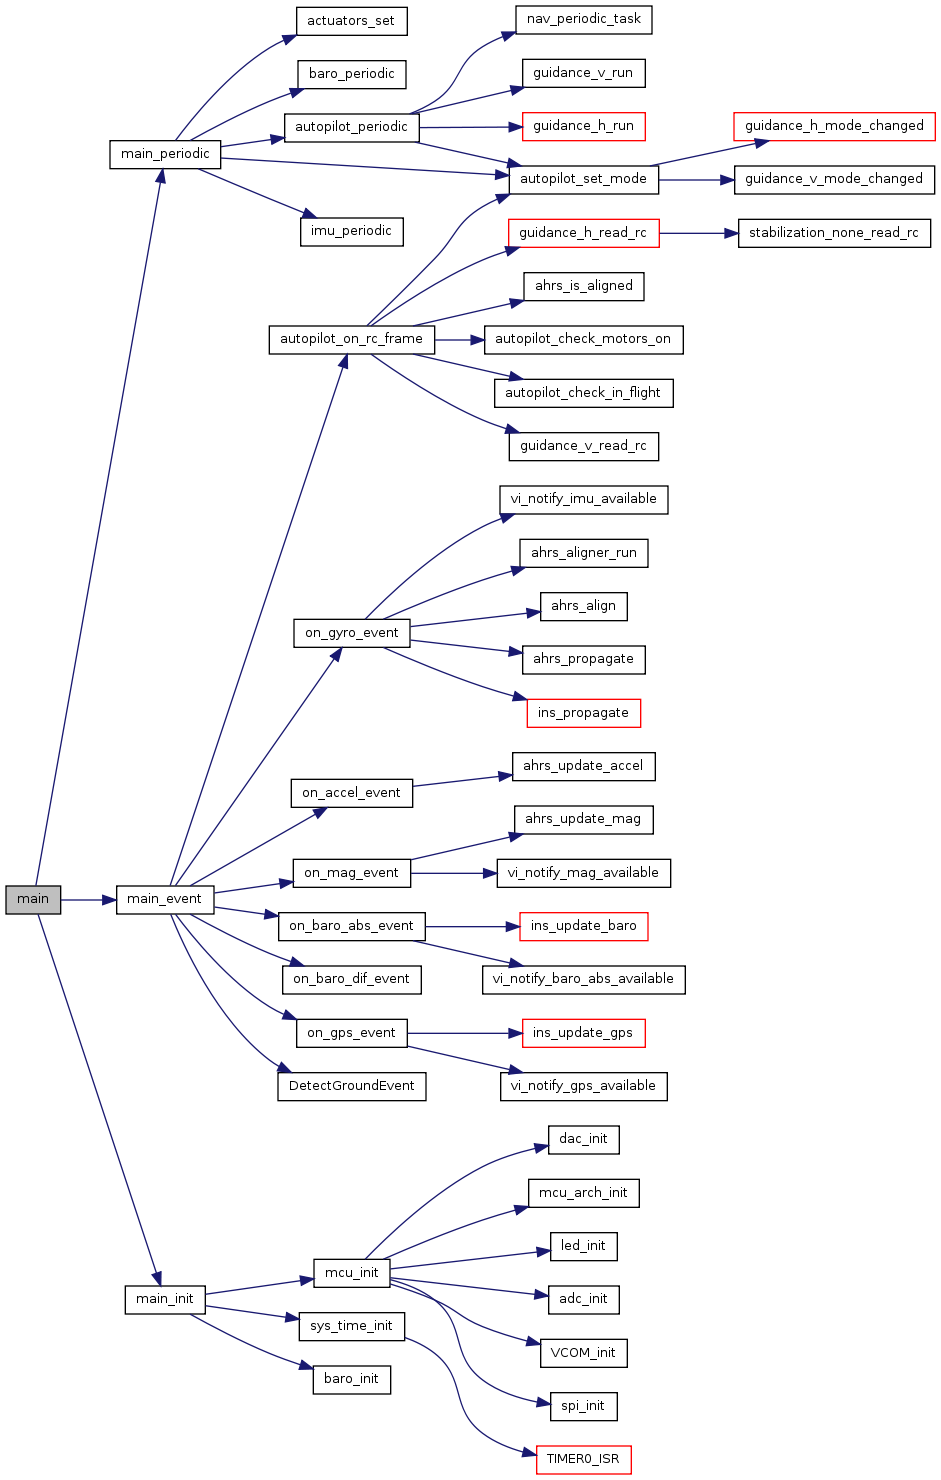 actuators_set
nav_periodic_task
baro_periodic
guidance_v_run
autopilot_periodic
guidance_h_run
guidance_h_mode_changed
main_periodic
autopilot_set_mode
guidance_v_mode_changed
imu_periodic
guidance_h_read_rc
stabilization_none_read_rc
ahrs_is_aligned
autopilot_on_rc_frame
autopilot_check_motors_on
autopilot_check_in_flight
guidance_v_read_rc
vi_notify_imu_available
ahrs_aligner_run
ahrs_align
on_gyro_event
ahrs_propagate
ins_propagate
ahrs_update_accel
on_accel_event
ahrs_update_mag
on_mag_event
vi_notify_mag_available
main
main_event
on_baro_abs_event
ins_update_baro
on_baro_dif_event
vi_notify_baro_abs_available
on_gps_event
ins_update_gps
DetectGroundEvent
vi_notify_gps_available
dac_init
mcu_arch_init
led_init
mcu_init
main_init
adc_init
sys_time_init
VCOM_init
baro_init
spi_init
TIMER0_ISR